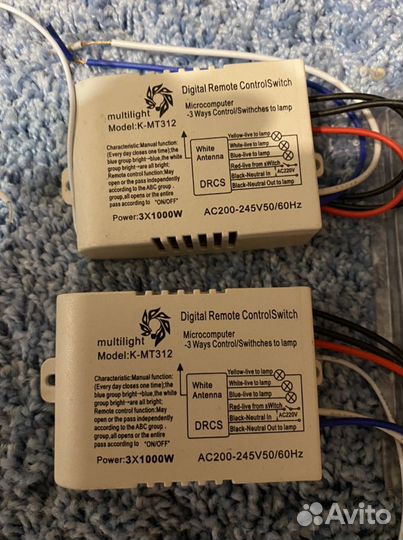 multilight
Model:K-MT312
Digital Remote ControlSwitch
Microcomputer
-3 Ways Control/Swithches to lamp
Characteristic:Manual function:
(Every day closes one time);the
blue group bright→blue,the white
group bright→are all bright;
Remote control function:May
open or the pass independently
according to the ABC group .
group,all opens or the entire
pass according to "ON/OFF"
Power:3X1000W
White
Antenna
DRCS
Yellow-live to lamp
White-live to lamp
Blue-live to lamp
Red-live from sWitch
Black-Neutral In
AC220V
Black-Neutral Out to lamp
AC200-245V50/60Hz
multilight
Model:K-MT312
Digital Remote ControlSwitch
Microcomputer
-3 Ways Control/Swithches to lamp
Characteristic:Manual function:
(Every day closes one time);the
blue group bright→blue,the white
group bright→are all bright;
Remote control function:May
open or the pass independently
according to the ABC group .
group,all opens or the entire
pass according to "ON/OFF"
Power:3X1000W
White
Antenna
DRCS
Yellow-live to lamp
White-live to lamp
Blue-live to lamp
Red-live from sWitch
Black-Neutral In
AC220V
Black-Neutral Out to lamp
AC200-245V50/60Hz
Avito